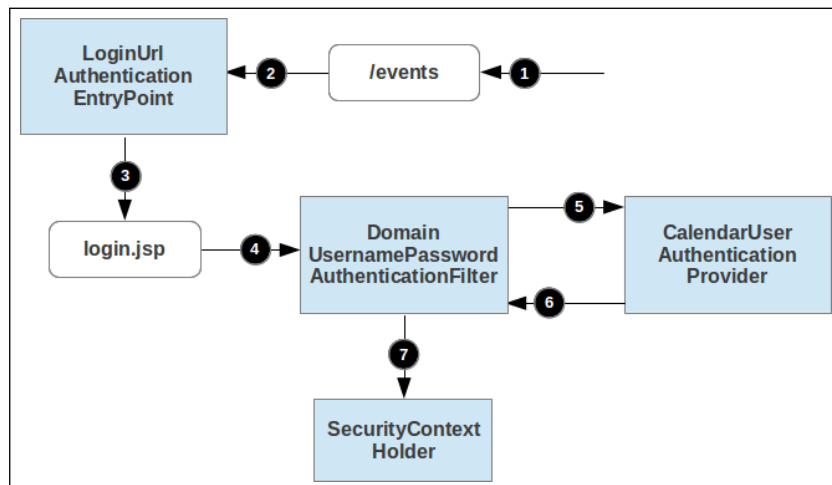 LoginUrl
Authentication
EntryPoint
2
/events
1
3
login.jsp
4
Domain
UsernamePassword
AuthenticationFilter
5
CalendarUser
Authentication
Provider
6
7
SecurityContext
Holder